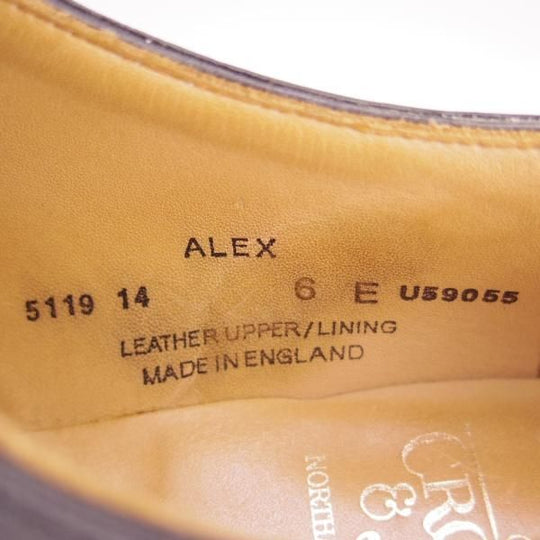 ALEX
5119 14 6 E U59055
LEATHER UPPER/LINING
MADE IN ENGLAND
&